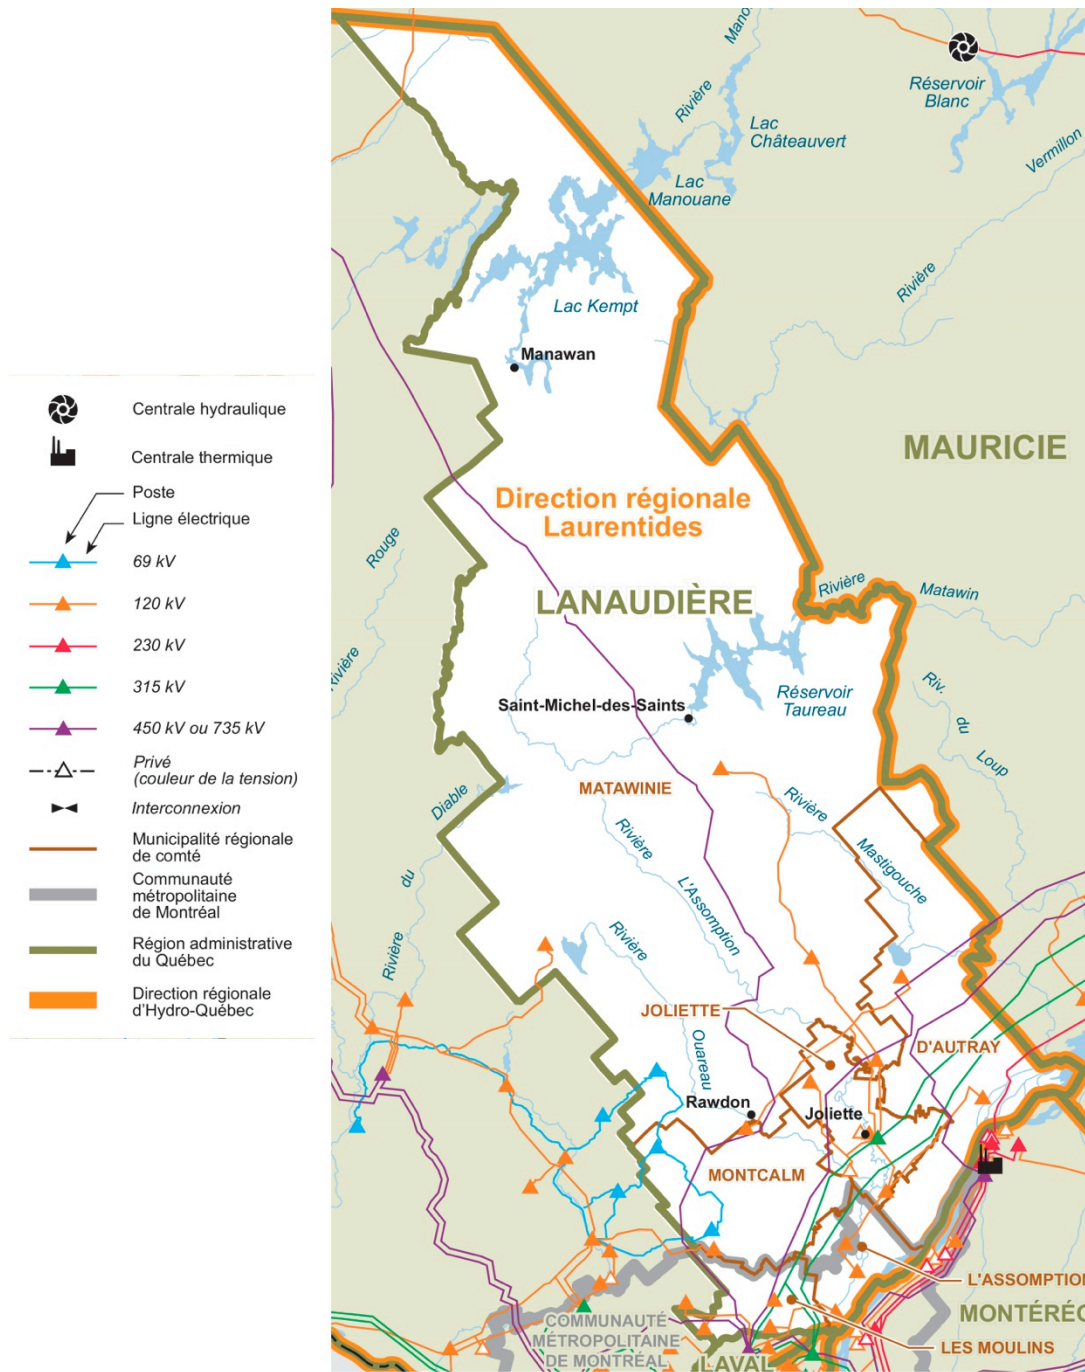 Centrale hydraulique
Centrale thermique
Poste
Ligne électrique
69 kV
120 kV
230 kV
315 kV
450 kV ou 735 kV
Privé
(couleur de la tension)
Interconnexion
Municipalité régionale
de comté
Communauté
métropolitaine
de Montréal
Région administrative
du Québec
Direction régionale
d'Hydro-Québec
Rivière
Réservoir
Blanc
Lac
Châteauvert
Lac
Manouane
Vermillon
Rivière
Lac Kempt
Manawan
MAURICIE
Direction régionale
Laurentides
LANAUDIÈRE
Rivière
Matawin
Rouge
Rivière
Riv.
du
Loup
Saint-Michel-des-Saints
Réservoir
Taureau
MATAWINIE
Rivière
du
Diable
Rivière
L'Assomption
Rivière
Mastigouche
Rivière
Ouareau
JOLIETTE
D'AUTRAY
Rawdon
Joliette
MONTCALM
L'ASSOMPTION
MONTÉRÉG
LES MOULINS
COMMUNAUTÉ
MÉTROPOLITAINE
DE MONTRÉAL
LAVAL